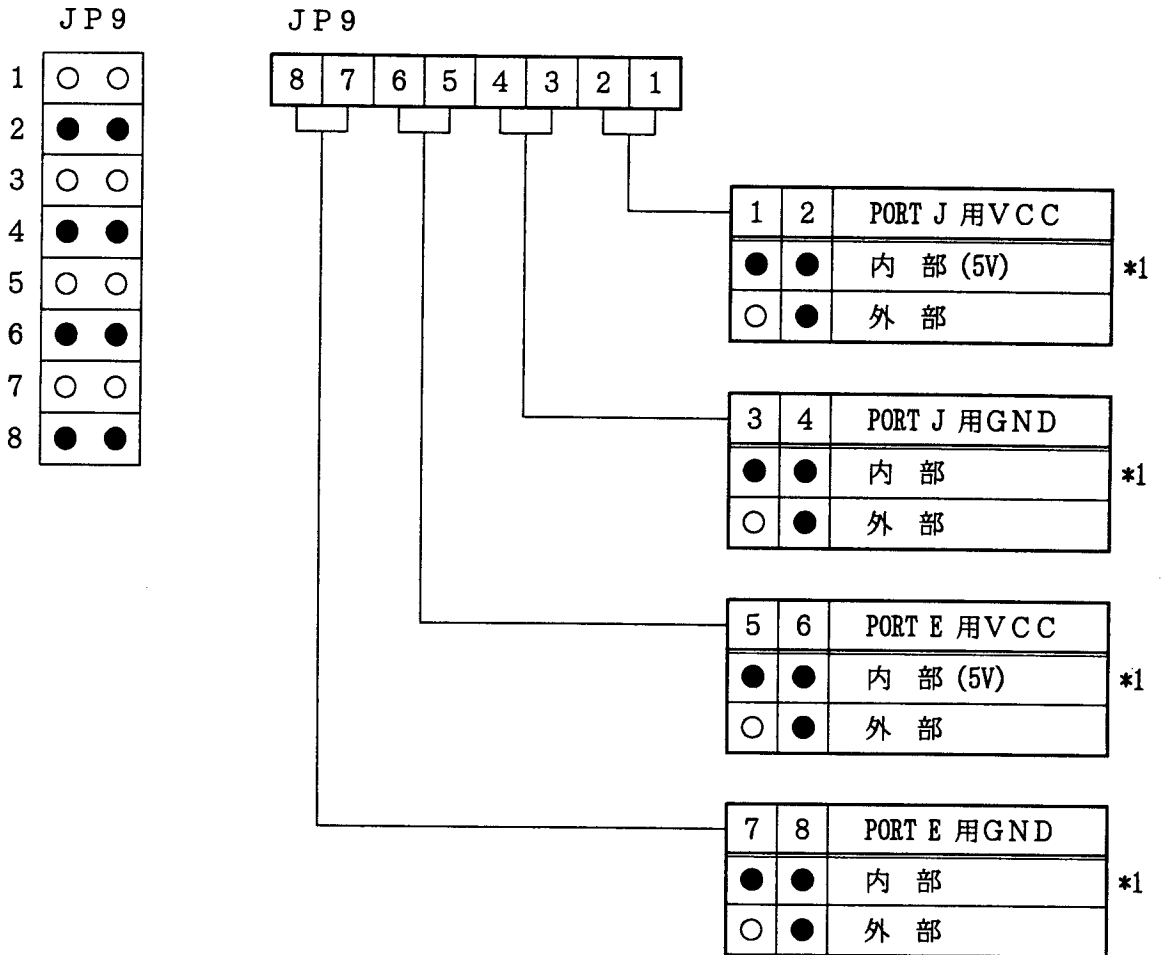 JP9
1 ○ ○
2 ● ●
3 ○ ○
4 ● ●
5 ○ ○
6 ● ●
7 ○ ○
8 ● ●
JP9
8 7 6 5 4 3 2 1
1 2 PORT J 用VCC
● ● 内 部 (5V) *1
○ ● 外 部
3 4 PORT J 用GND
● ● 内 部 *1
○ ● 外 部
5 6 PORT E 用VCC
● ● 内 部 (5V) *1
○ ● 外 部
7 8 PORT E 用GND
● ● 内 部 *1
○ ● 外 部